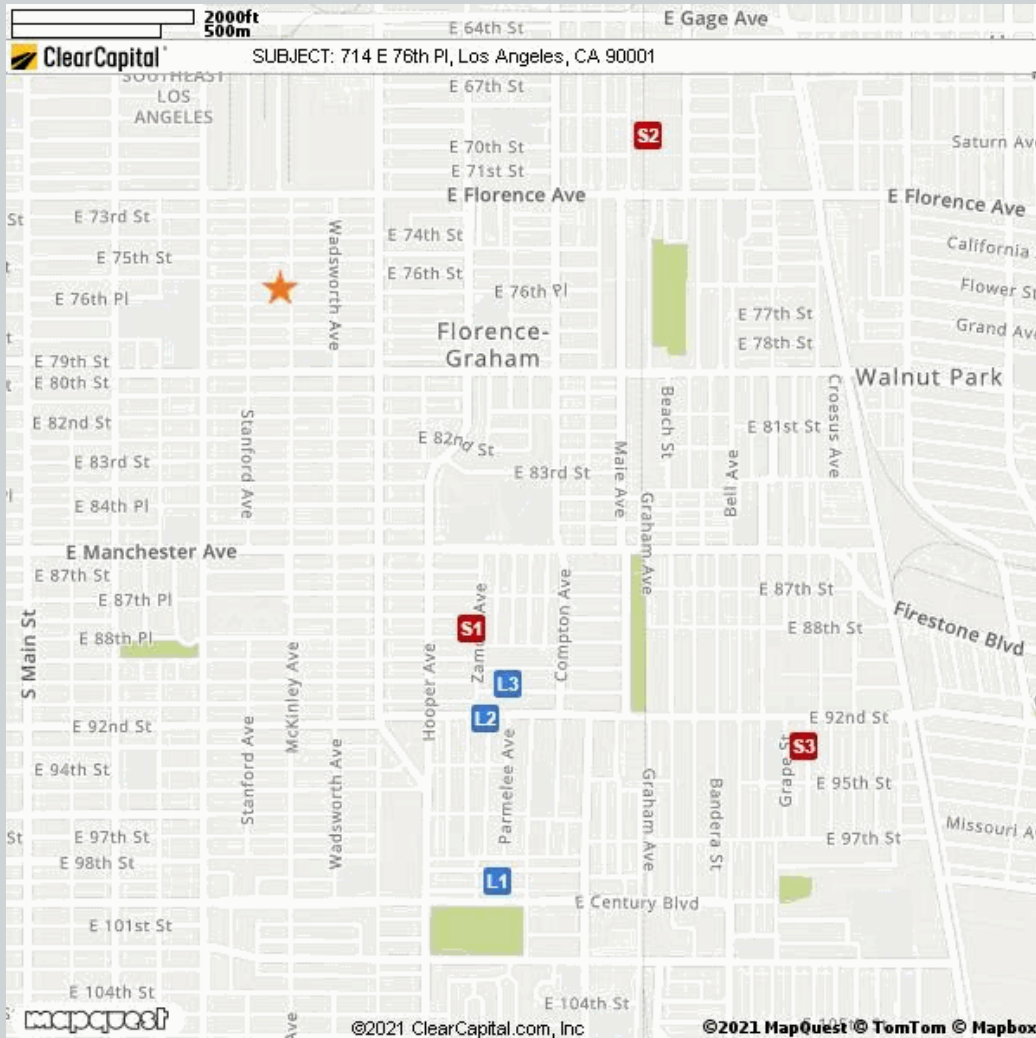 2000ft
500m
E 64th St
E Gage Ave
ClearCapital
SUBJECT: 714 E 76th Pl, Los Angeles, CA 90001
SOUTHEAST
LOS
ANGELES
E 67th St
S2
E 70th St
Saturn Av
E 71st St
E Florence Ave
E Florence Ave
St
E 73rd St
E 74th St
E 75th St
California
E 76th St
E 76th Pl
E 76th Pl
Flower St
Wadsworth Ave
E 77th St
Grand Av
Florence-
Graham
E 78th St
E 79th St
E 80th St
Walnut Park
Croesus Ave
Beach St
E 82nd St
E 81st St
E 82nd St
Stanford Ave
E 83rd St
E 83rd St
Maie Ave
Bell Ave
E 84th Pl
Graham Ave
E Manchester Ave
E 87th St
E 87th St
E 87th Pl
Compton Ave
Firestone Blvd
S1
E 88th St
E 88th Pl
S Main St
McKinley Ave
Hooper Ave
L3
L2
E 92nd St
E 92nd St
S3
Grape St
Stanford Ave
Wadsworth Ave
Parmelee Ave
E 94th St
E 95th St
Graham Ave
Bandera St
St
E 97th St
E 97th St
Missouri A
E 98th St
L1
E Century Blvd
E 101st St
E 104th St
E 104th St
Ave
mapquest
©2021 ClearCapital.com, Inc
©2021 MapQuest © TomTom © Mapbox